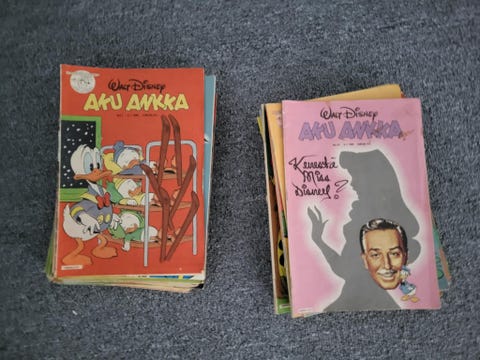 WALT DISNEY
AKU ANKKA
WALT DISNEY
AKU ANKKA
Kenestä
Miss
Disney?